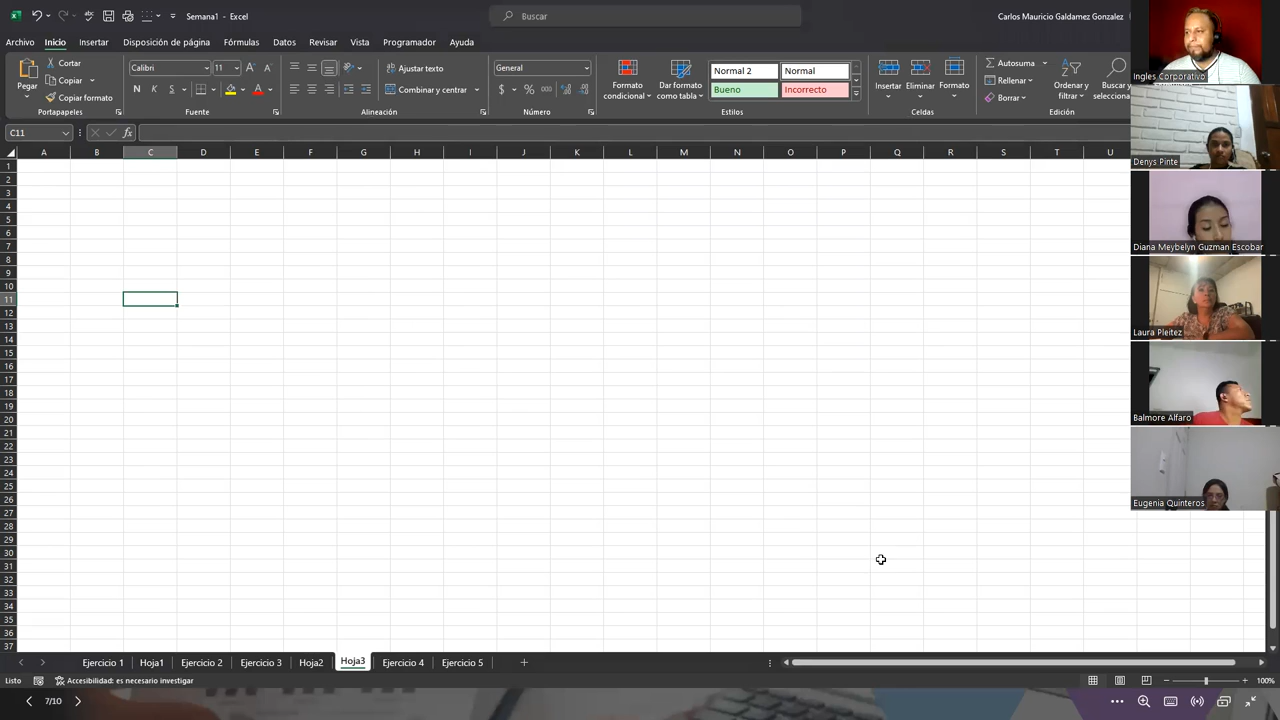 Semana1 - Excel
Buscar
Carlos Mauricio Galdamez Gonzalez
Archivo Inicio Insertar Disposición de página Fórmulas Datos Revisar Vista Programador Ayuda
Pegar
Cortar
Copiar
Copiar formato
Portapapeles
Calibri 11
N K S
Fuente
Ajustar texto
Combinar y centrar
Alineación
General
$ % 000
Número
Formato condicional
Dar formato como tabla
Normal 2 Normal
Bueno Incorrecto
Estilos
Insertar Eliminar Formato
Celdas
Autosuma
Rellenar
Borrar
Ordenar y filtrar
Buscar y
selecciona
Edición
C11
fx
A B C D E F G H K L M N O P Q R S T U
1
2
3
4
5
6
7
8
9
10
11
12
13
14
15
16
17
18
19
20
21
22
23
24
25
26
27
28
29
30
31
32
33
34
35
36
37
Ingles Corporativo
Denys Pinte
Diana Meybelyn Guzman Escobar
Laura Pleitez
Balmore Alfaro
Eugenia Quinteros
Ejercicio 1 Hoja1 Ejercicio 2 Ejercicio 3 Hoja2 Hoja3 Ejercicio 4 Ejercicio 5
Listo Accesibilidad: es necesario investigar 100%
7/10